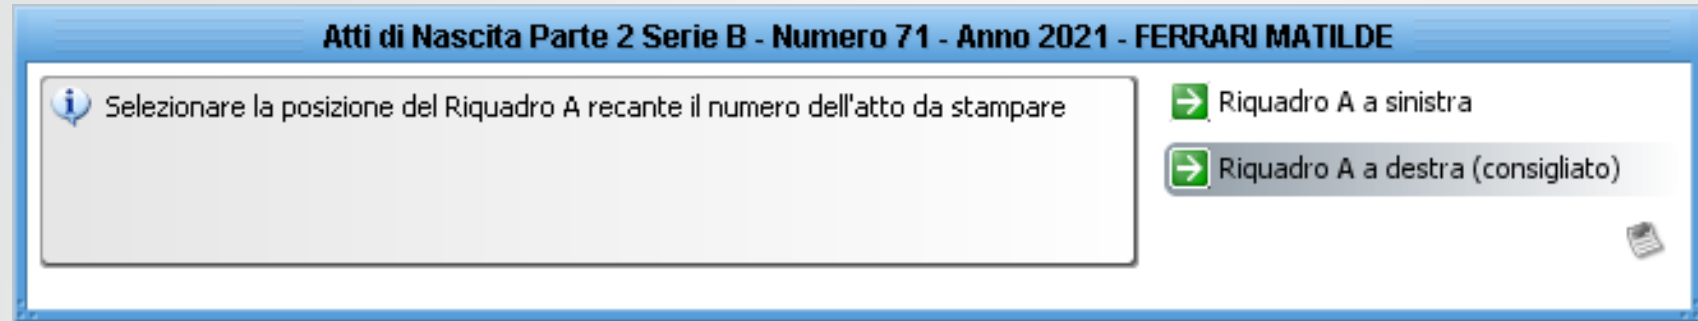 Atti di Nascita Parte 2 Serie B - Numero 71 - Anno 2021 - FERRARI MATILDE
Selezionare la posizione del Riquadro A recante il numero dell'atto da stampare
Riquadro A a sinistra
Riquadro A a destra (consigliato)